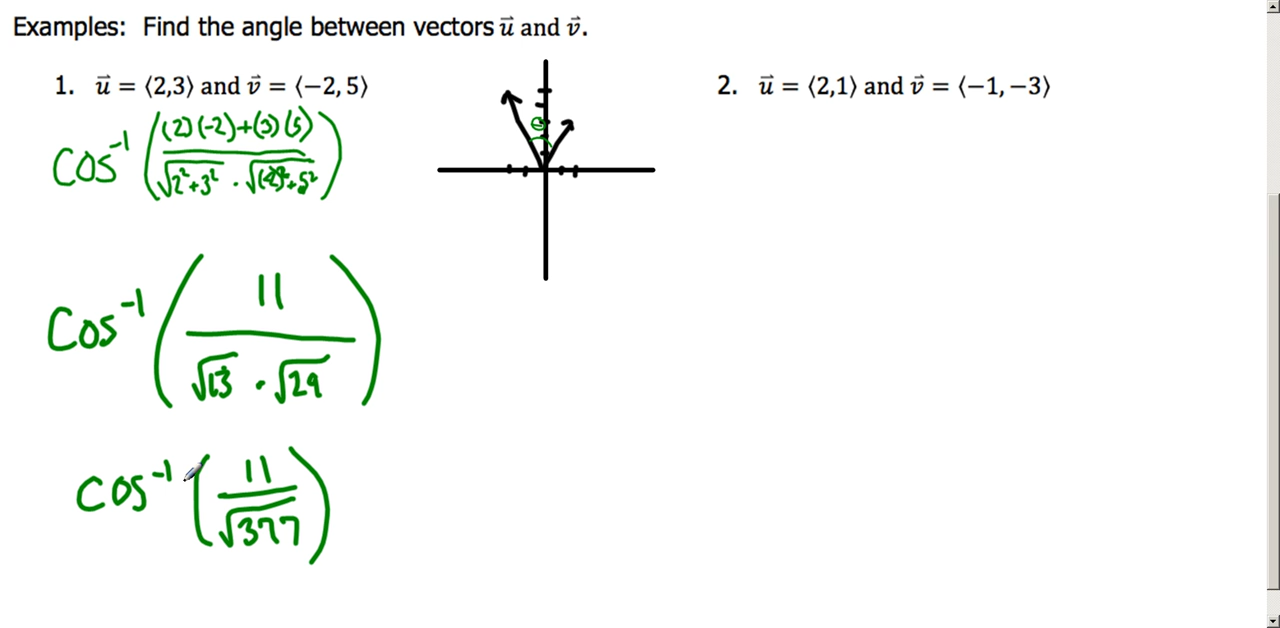 Examples: Find the angle between vectors u⃗ and v⃗.
1. u⃗ = ⟨2,3⟩ and v⃗ = ⟨−2, 5⟩
2. u⃗ = ⟨2,1⟩ and v⃗ = ⟨−1, −3⟩
cos⁻¹ ( (2)(-2)+(3)(5) / √2²+3² · √(-2)²+5² )
θ
cos⁻¹ ( 11 / √13 · √29 )
cos⁻¹ ( 11 / √377 )